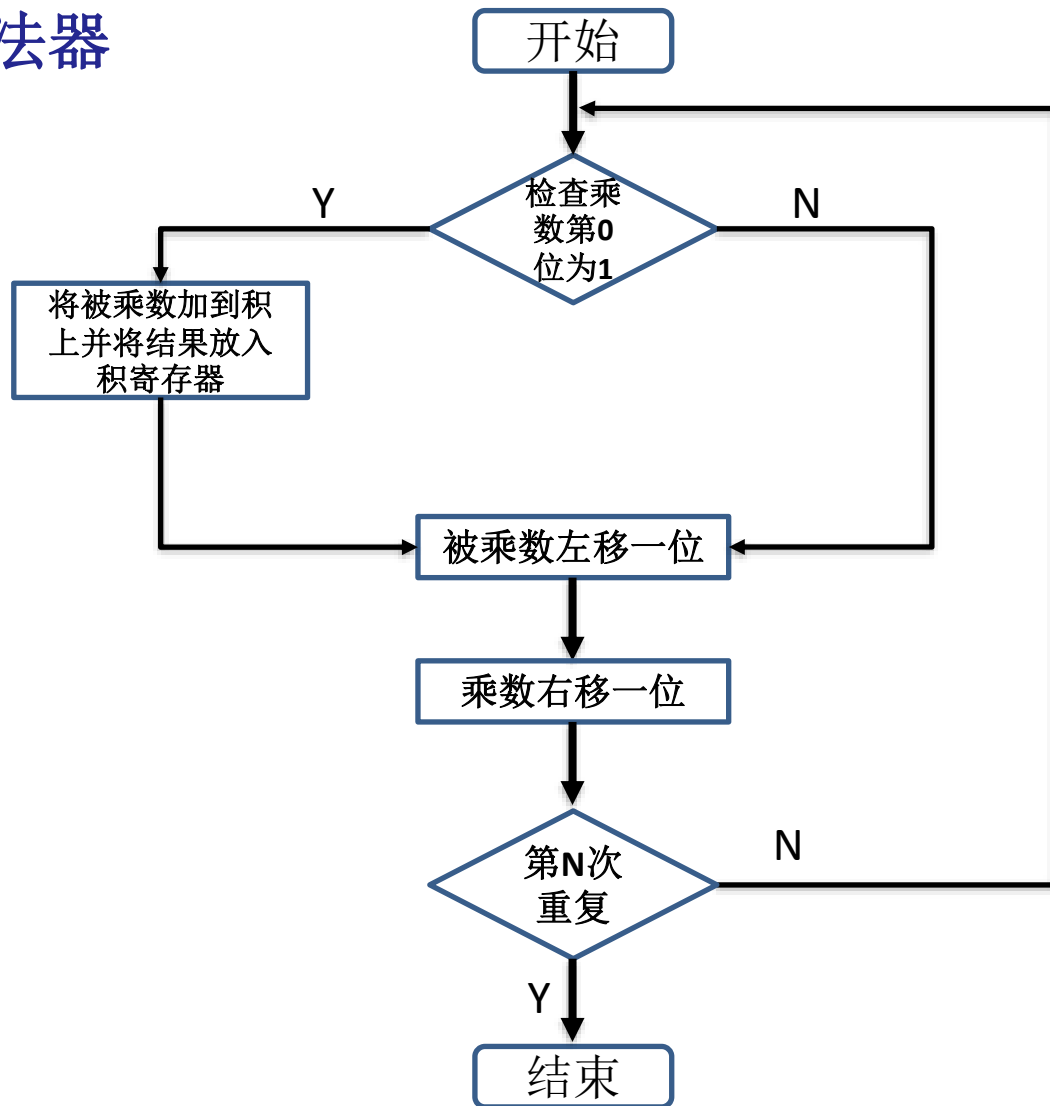 法器
开始
Y
N
检查乘
数第0
位为1
将被乘数加到积
上并将结果放入
积寄存器
被乘数左移一位
乘数右移一位
第N次
重复
N
Y
结束